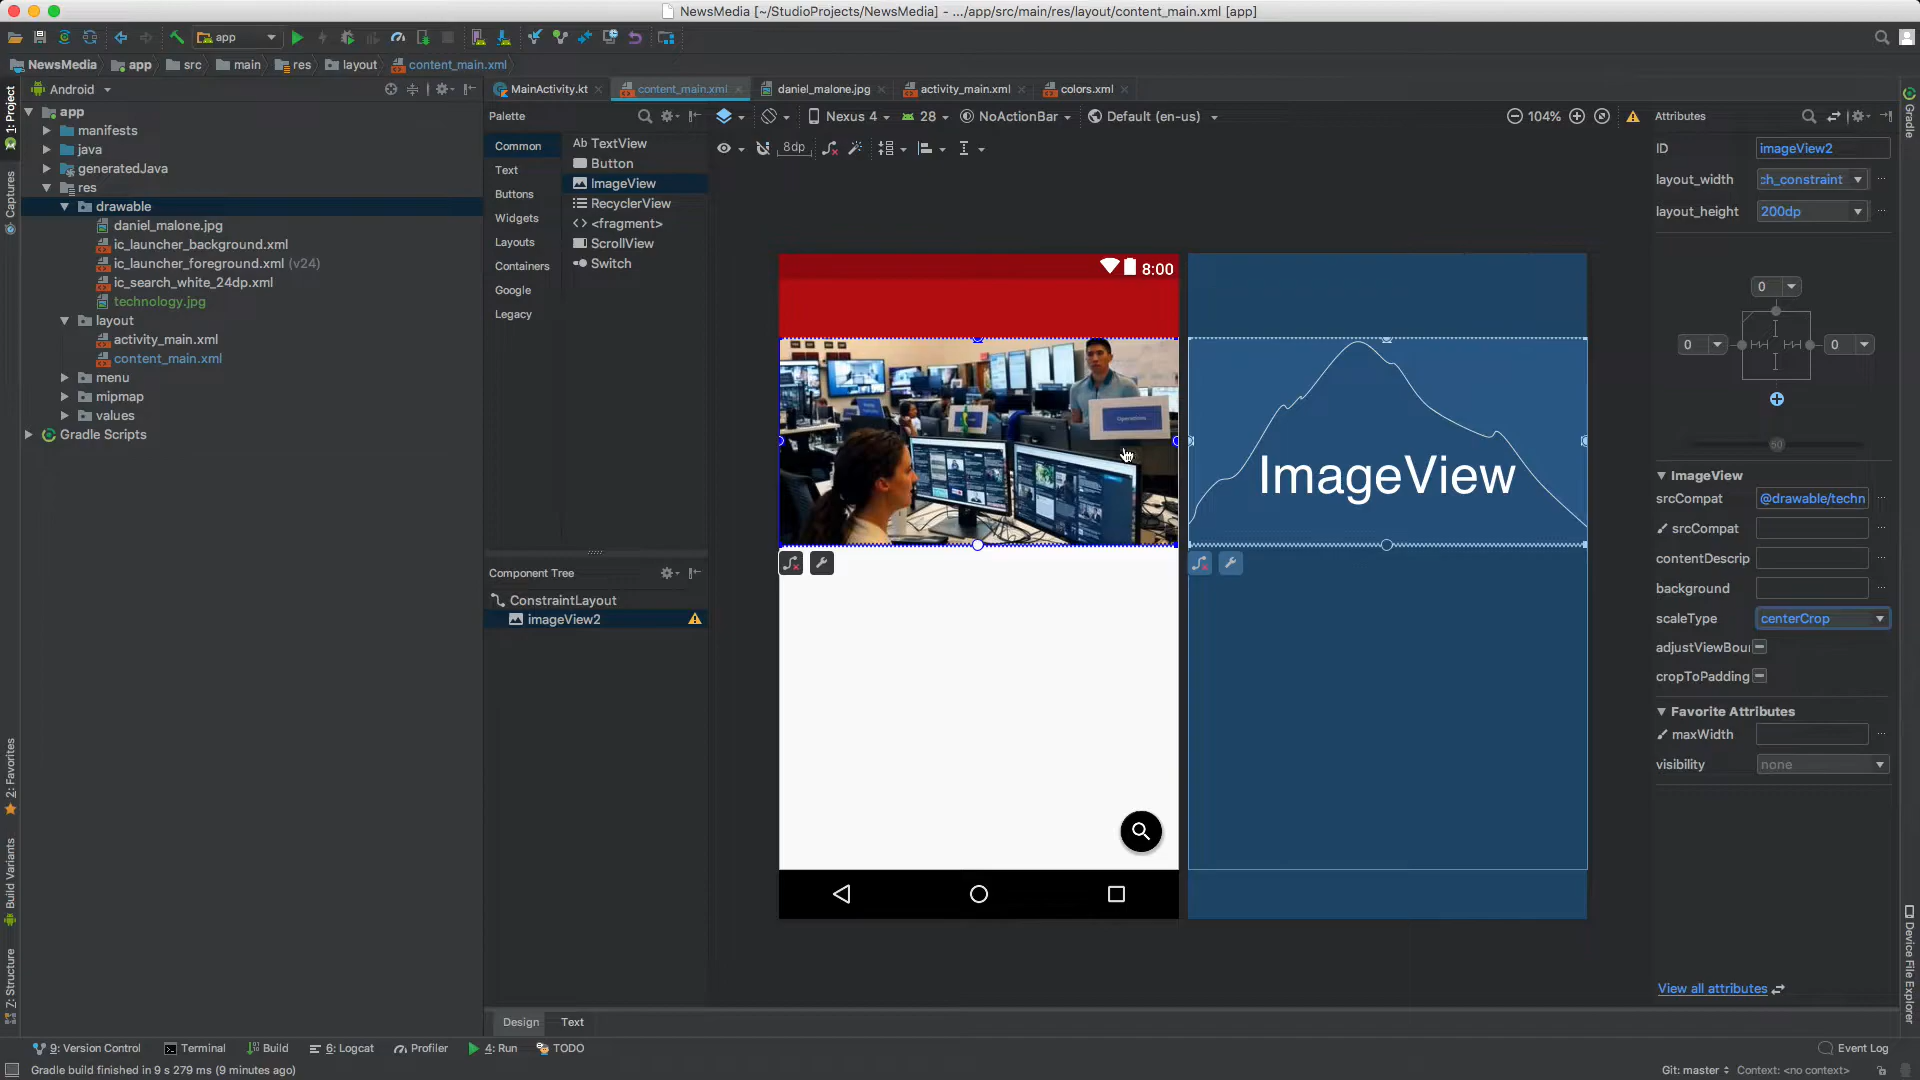 NewsMedia [~/StudioProjects/NewsMedia] - .../app/src/main/res/layout/content_main.xml [app]
app
NewsMedia app src main res layout content_main.xml
1: Project
Captures
2: Favorites
Build Variants
Z: Structure
Android
app
manifests
java
generatedJava
res
drawable
daniel_malone.jpg
ic_launcher_background.xml
ic_launcher_foreground.xml (v24)
ic_search_white_24dp.xml
technology.jpg
layout
activity_main.xml
content_main.xml
menu
mipmap
values
Gradle Scripts
MainActivity.kt content_main.xml daniel_malone.jpg activity_main.xml colors.xml
Palette
Common
Text
Buttons
Widgets
Layouts
Containers
Google
Legacy
Ab TextView
Button
ImageView
RecyclerView
<fragment>
ScrollView
Switch
Component Tree
ConstraintLayout
imageView2
Nexus 4 28 NoActionBar Default (en-us) 104%
8dp
8:00
Operations
ImageView
Attributes
ID imageView2
layout_width ch_constraint
layout_height 200dp
0
0 0
50
ImageView
srcCompat @drawable/techn
srcCompat
contentDescrip
background
scaleType centerCrop
adjustViewBou
cropToPadding
Favorite Attributes
maxWidth
visibility none
View all attributes
Gradle
Device File Explorer
Design Text
9: Version Control Terminal Build 6: Logcat Profiler 4: Run TODO Event Log
Gradle build finished in 9 s 279 ms (9 minutes ago) Git: master Context: <no context>